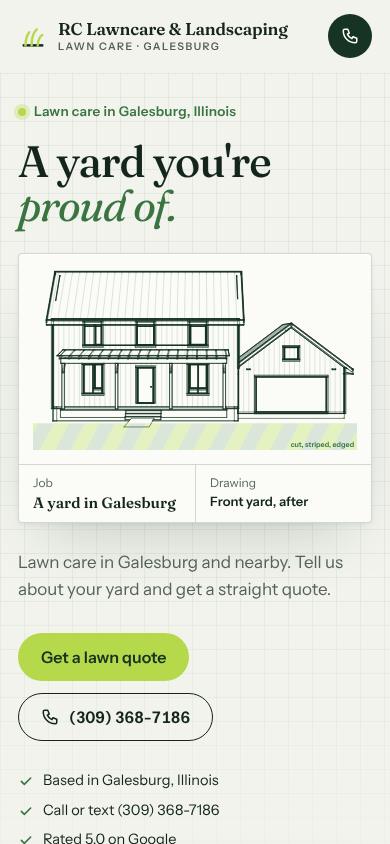 RC Lawncare & Landscaping
LAWN CARE · GALESBURG
Lawn care in Galesburg, Illinois
A yard you're
proud of.
cut, striped, edged
Job
A yard in Galesburg
Drawing
Front yard, after
Lawn care in Galesburg and nearby. Tell us
about your yard and get a straight quote.
Get a lawn quote
(309) 368-7186
Based in Galesburg, Illinois
Call or text (309) 368-7186
Rated 5.0 on Google